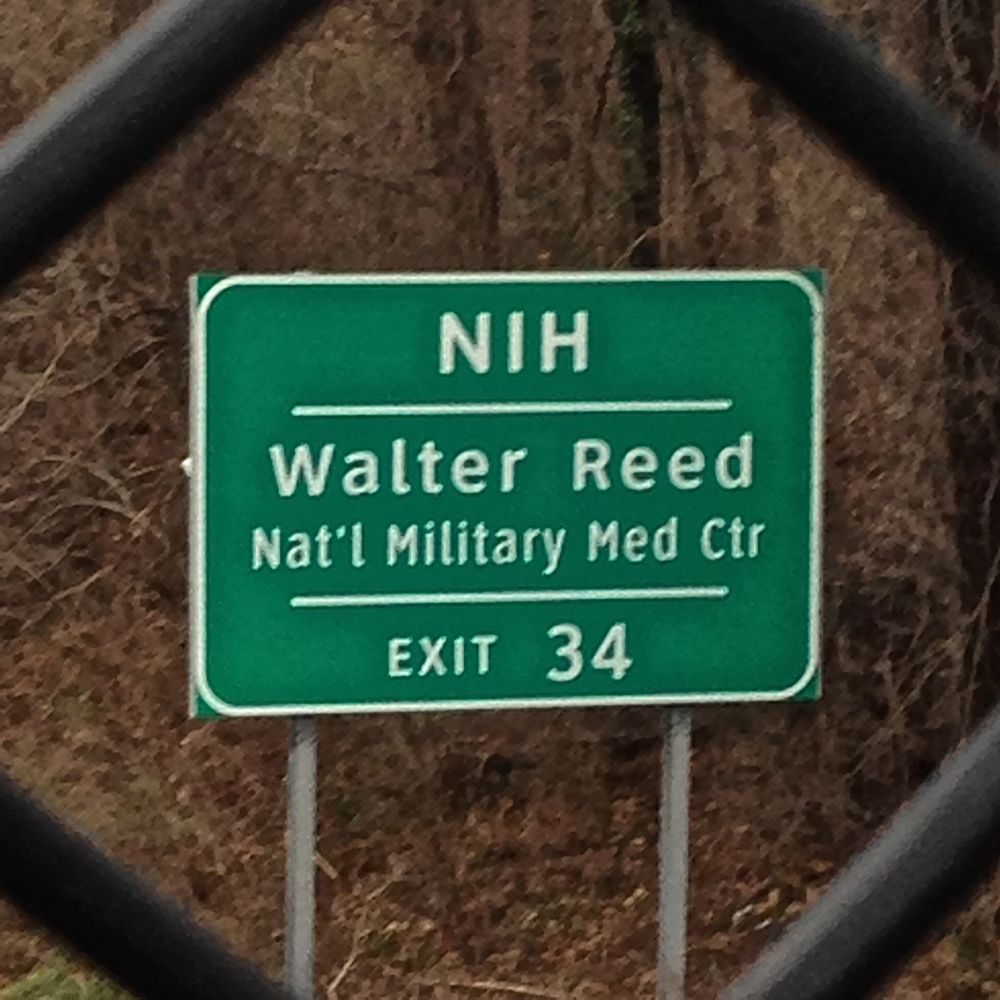 NIH
Walter Reed
Nat'l Military Med Ctr
EXIT 34